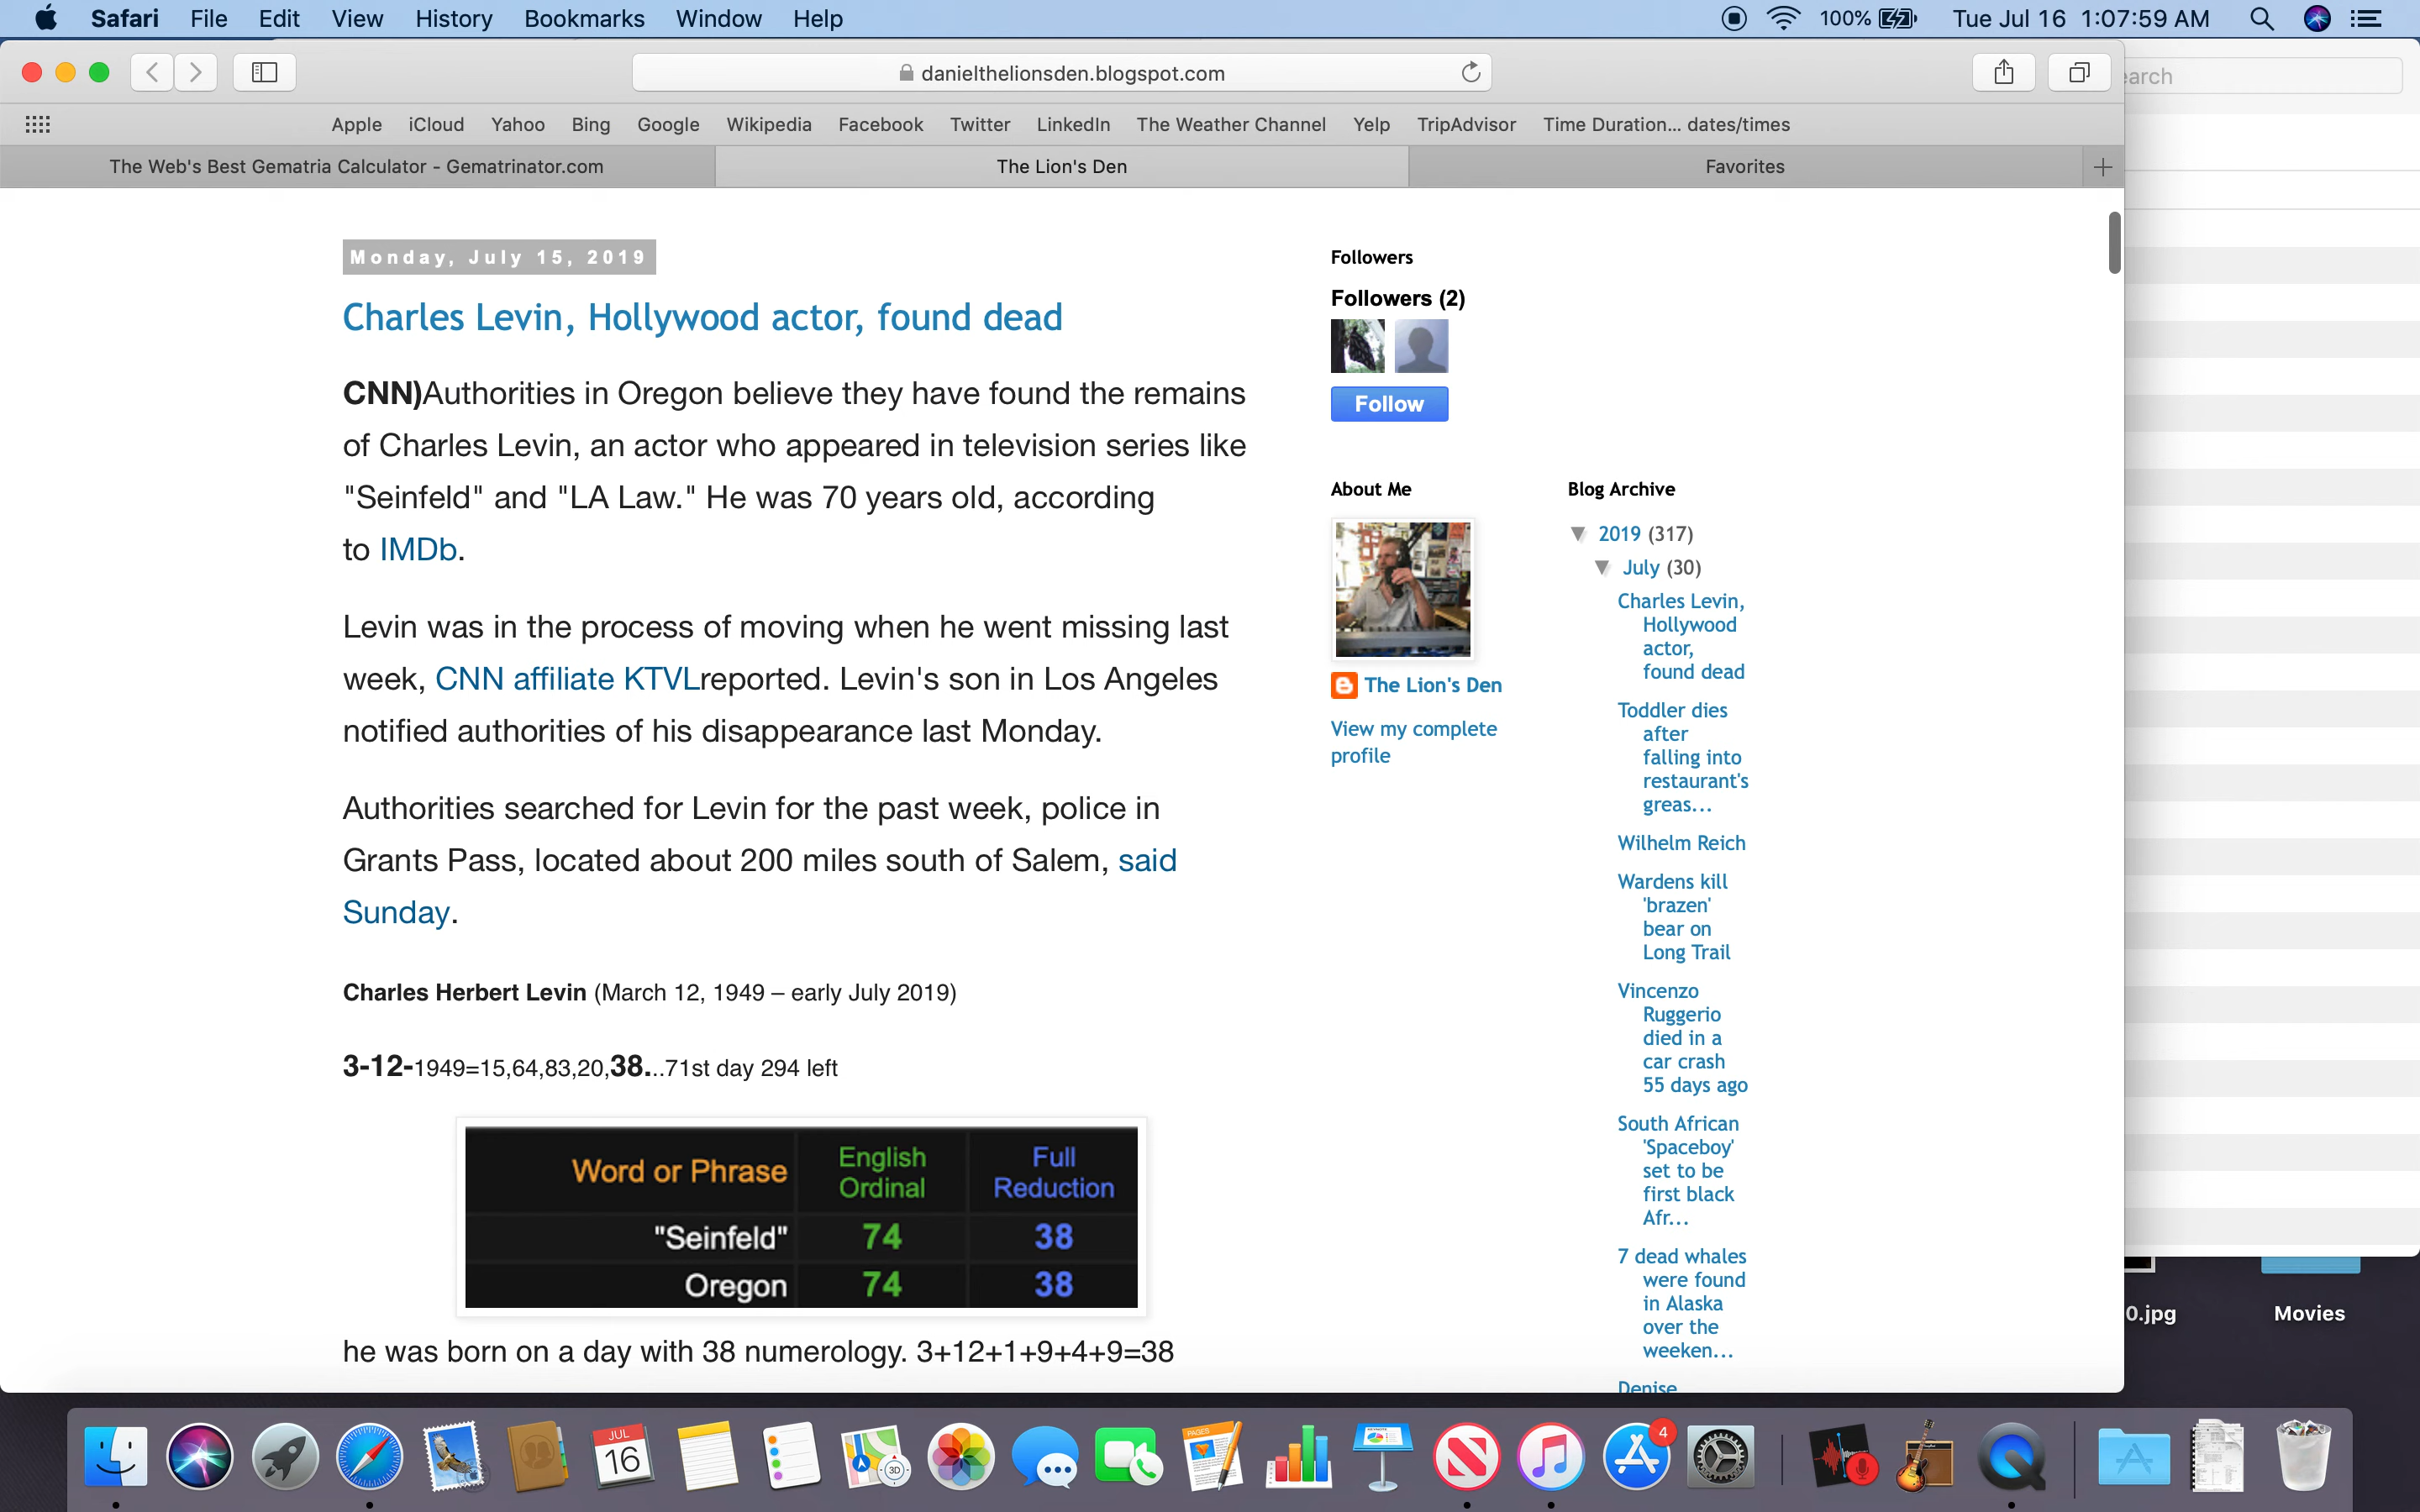 Safari File Edit View History Bookmarks Window Help 100% Tue Jul 16 1:07:59 AM
danielthelionsden.blogspot.com
Apple iCloud Yahoo Bing Google Wikipedia Facebook Twitter LinkedIn The Weather Channel Yelp TripAdvisor Time Duration... dates/times
The Web's Best Gematria Calculator - Gematrinator.com
The Lion's Den
Favorites
Monday, July 15, 2019
Charles Levin, Hollywood actor, found dead
CNN)Authorities in Oregon believe they have found the remains
of Charles Levin, an actor who appeared in television series like
"Seinfeld" and "LA Law." He was 70 years old, according
to IMDb.
Levin was in the process of moving when he went missing last
week, CNN affiliate KTVLreported. Levin's son in Los Angeles
notified authorities of his disappearance last Monday.
Authorities searched for Levin for the past week, police in
Grants Pass, located about 200 miles south of Salem, said
Sunday.
Charles Herbert Levin (March 12, 1949 – early July 2019)
3-12-1949=15,64,83,20,38...71st day 294 left
Word or Phrase English Ordinal Full Reduction
"Seinfeld" 74 38
Oregon 74 38
he was born on a day with 38 numerology. 3+12+1+9+4+9=38
Followers
Followers (2)
Follow
About Me
The Lion's Den
View my complete
profile
Blog Archive
▼ 2019 (317)
▼ July (30)
Charles Levin,
Hollywood
actor,
found dead
Toddler dies
after
falling into
restaurant's
greas...
Wilhelm Reich
Wardens kill
'brazen'
bear on
Long Trail
Vincenzo
Ruggerio
died in a
car crash
55 days ago
South African
'Spaceboy'
set to be
first black
Afr...
7 dead whales
were found
in Alaska
over the
weeken...
Denise
earch
0.jpg
Movies
JUL
16
3D
PAGES
4